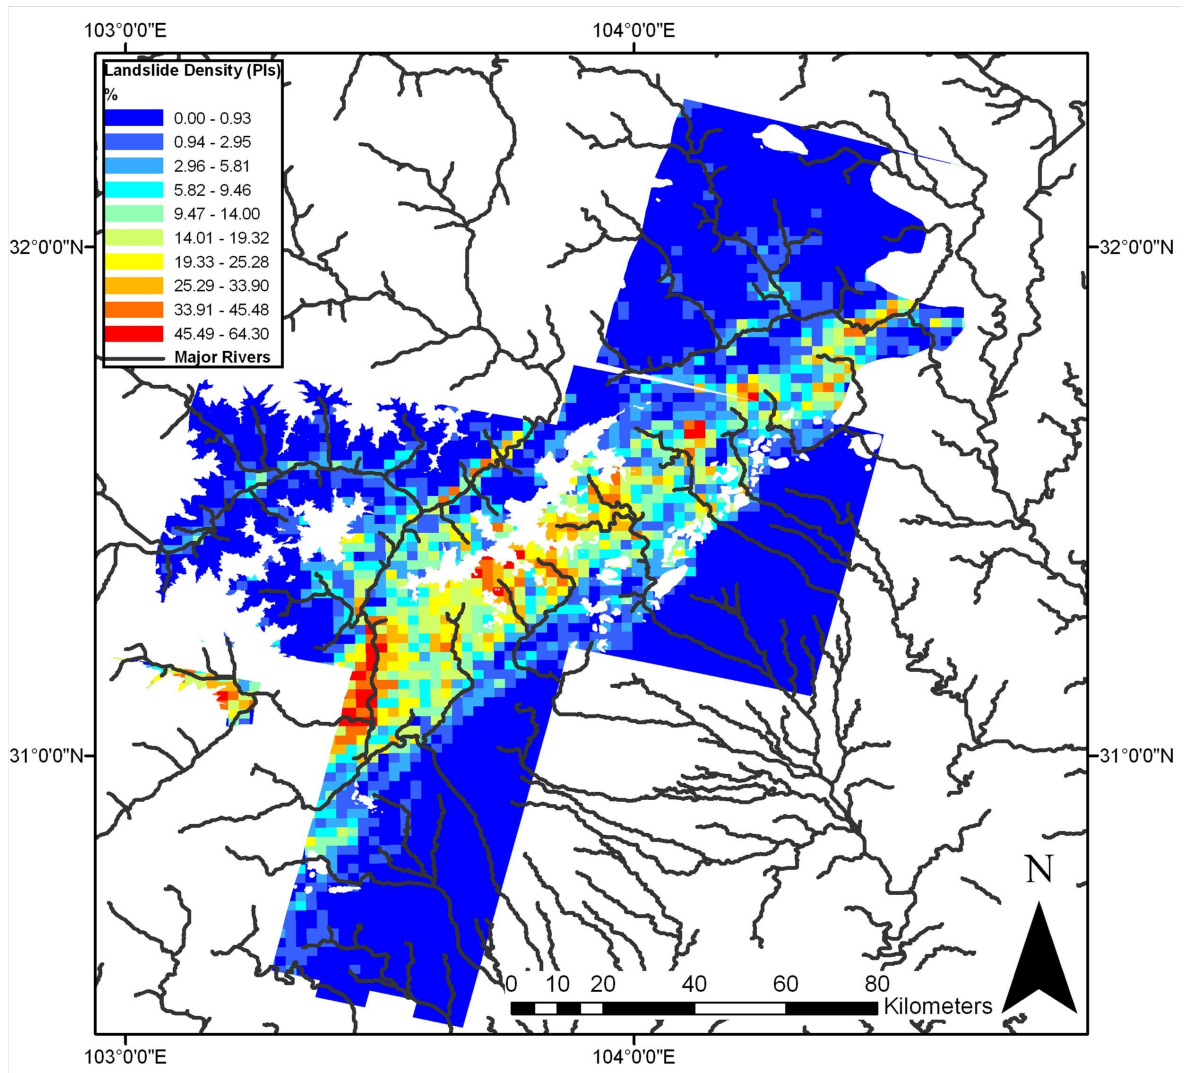 103°0'0"E 104°0'0"E
Landslide Density (Pls)
%
0.00 - 0.93
0.94 - 2.95
2.96 - 5.81
5.82 - 9.46
9.47 - 14.00
14.01 - 19.32
19.33 - 25.28
25.29 - 33.90
33.91 - 45.48
45.49 - 64.30
Major Rivers
32°0'0"N 32°0'0"N
31°0'0"N 31°0'0"N
N
0 10 20 40 60 80
Kilometers
103°0'0"E 104°0'0"E